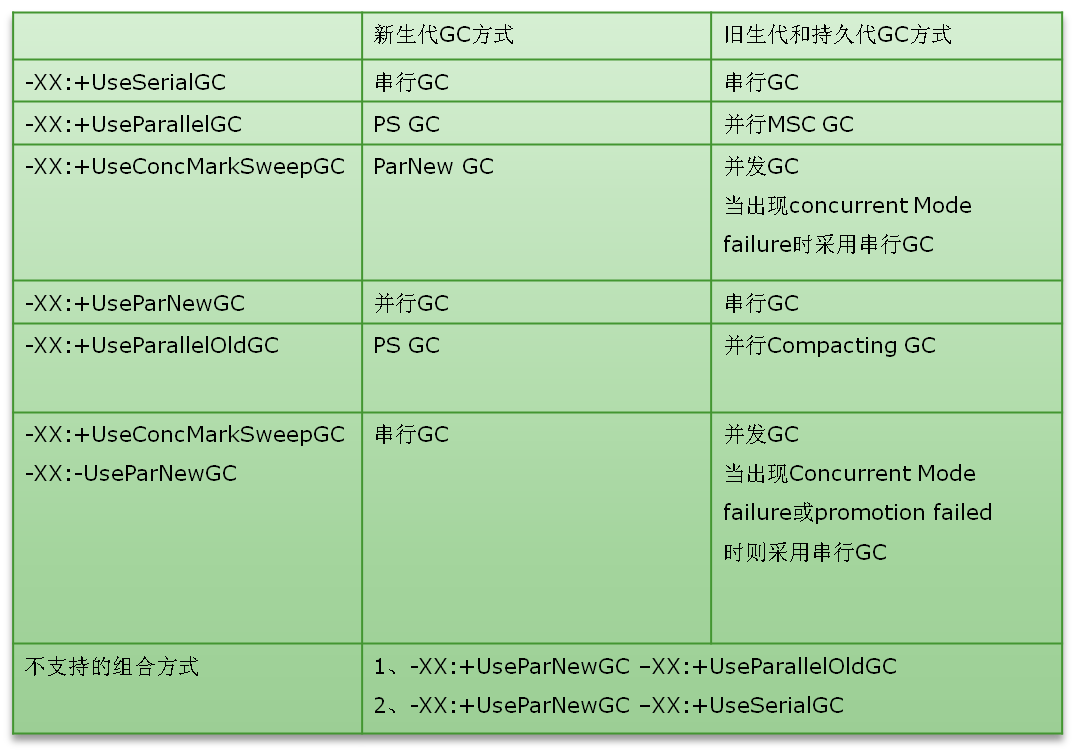 新生代GC方式 旧生代和持久代GC方式
-XX:+UseSerialGC 串行GC 串行GC
-XX:+UseParallelGC PS GC 并行MSC GC
-XX:+UseConcMarkSweepGC ParNew GC 并发GC
当出现concurrent Mode
failure时采用串行GC
-XX:+UseParNewGC 并行GC 串行GC
-XX:+UseParallelOldGC PS GC 并行Compacting GC
-XX:+UseConcMarkSweepGC 串行GC 并发GC
-XX:-UseParNewGC 当出现Concurrent Mode
failure或promotion failed
时则采用串行GC
不支持的组合方式 1、-XX:+UseParNewGC –XX:+UseParallelOldGC
2、-XX:+UseParNewGC –XX:+UseSerialGC